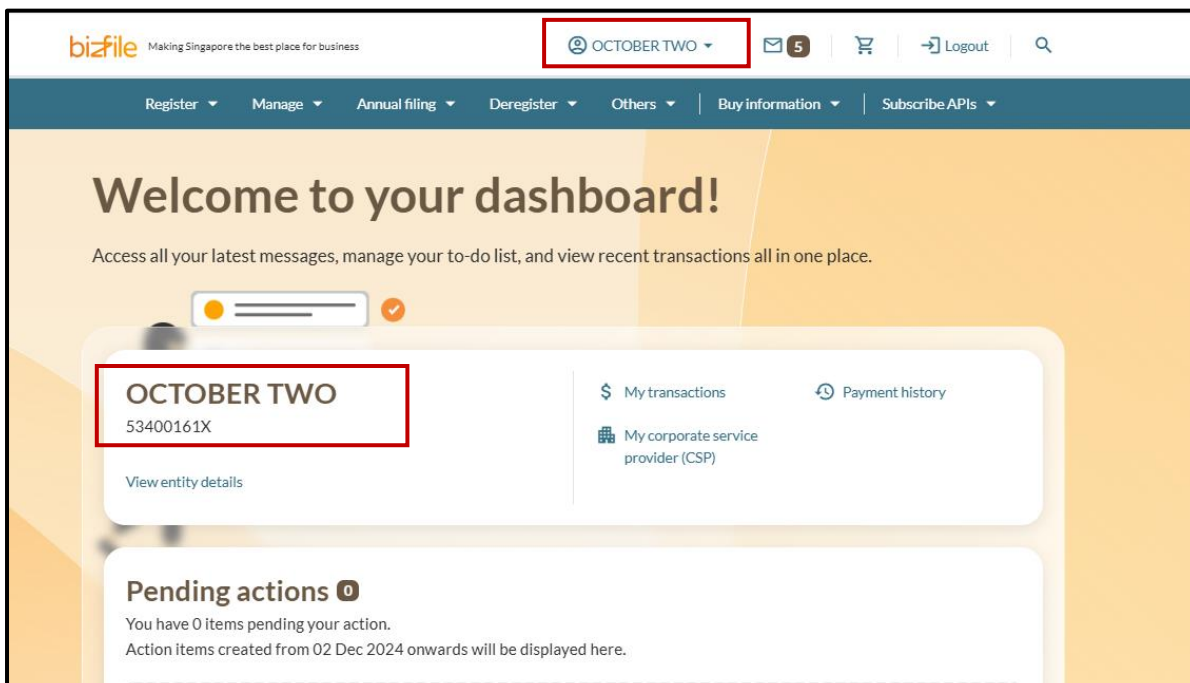 bizfile Making Singapore the best place for business
OCTOBER TWO
5
Logout
Register Manage Annual filing Deregister Others Buy information Subscribe APIs
Welcome to your dashboard!
Access all your latest messages, manage your to-do list, and view recent transactions all in one place.
OCTOBER TWO
53400161X
View entity details
$ My transactions
Payment history
My corporate service
provider (CSP)
Pending actions 0
You have 0 items pending your action.
Action items created from 02 Dec 2024 onwards will be displayed here.